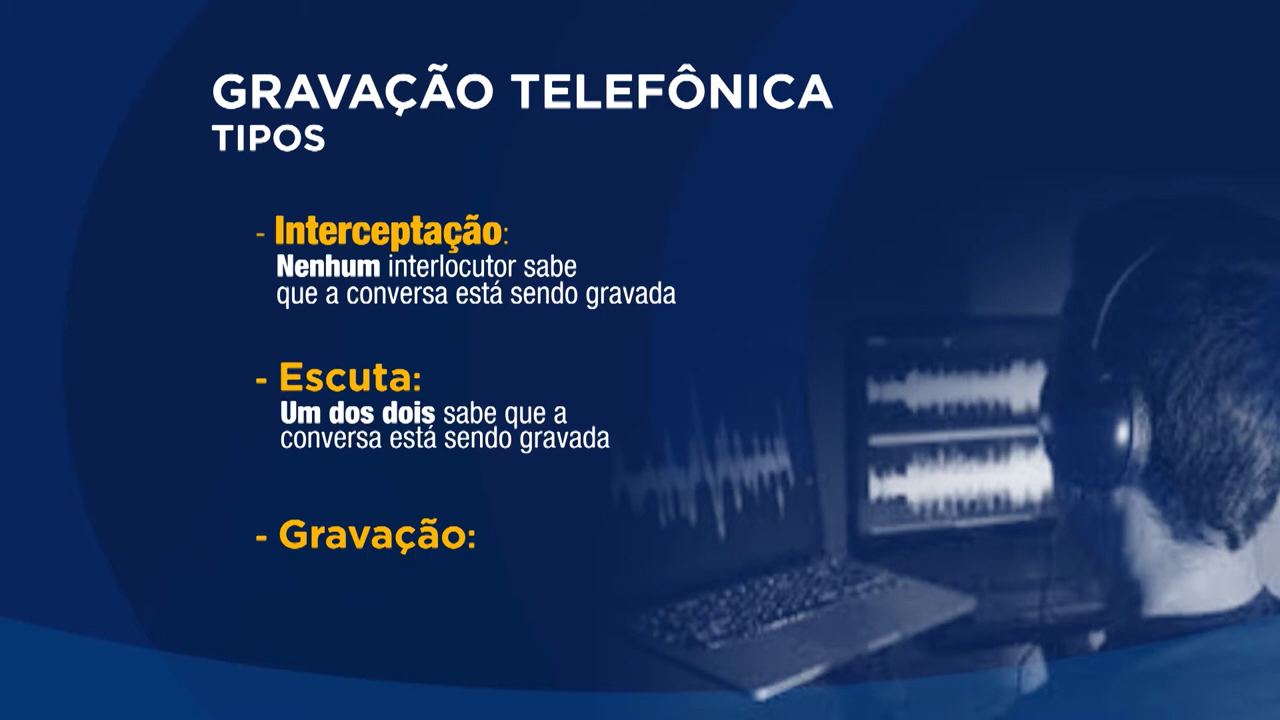 GRAVAÇÃO TELEFÔNICA
TIPOS
- Interceptação:
Nenhum interlocutor sabe
que a conversa está sendo gravada
- Escuta:
Um dos dois sabe que a
conversa está sendo gravada
- Gravação: